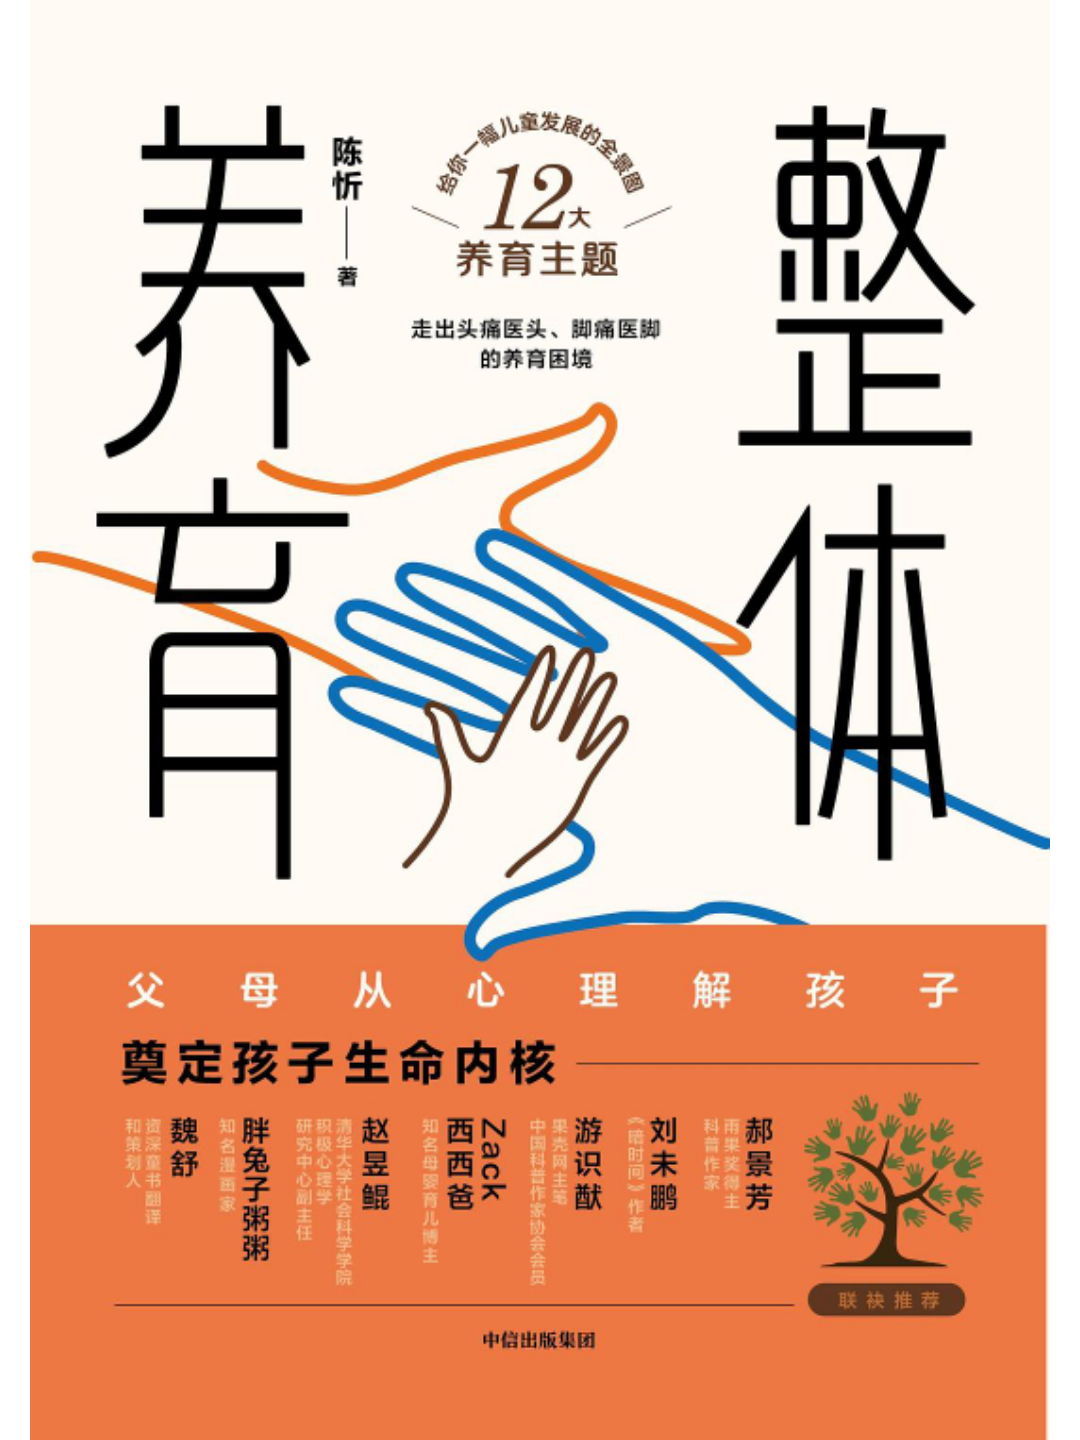 整体
养育
陈忻
著
给你一幅儿童发展的全景图
12大
养育主题
走出头痛医头、脚痛医脚
的养育困境
父母从心理解孩子
奠定孩子生命内核
郝景芳
雨果奖得主
科普作家
刘未鹏
《暗时间》作者
游识猷
果壳网主笔
中国科普作家协会会员
Zack
西西爸
知名母婴育儿博主
赵昱鲲
清华大学社会科学学院
积极心理学
研究中心副主任
胖兔子粥粥
知名漫画家
魏舒
资深童书翻译
和策划人
联袂推荐
中信出版集团